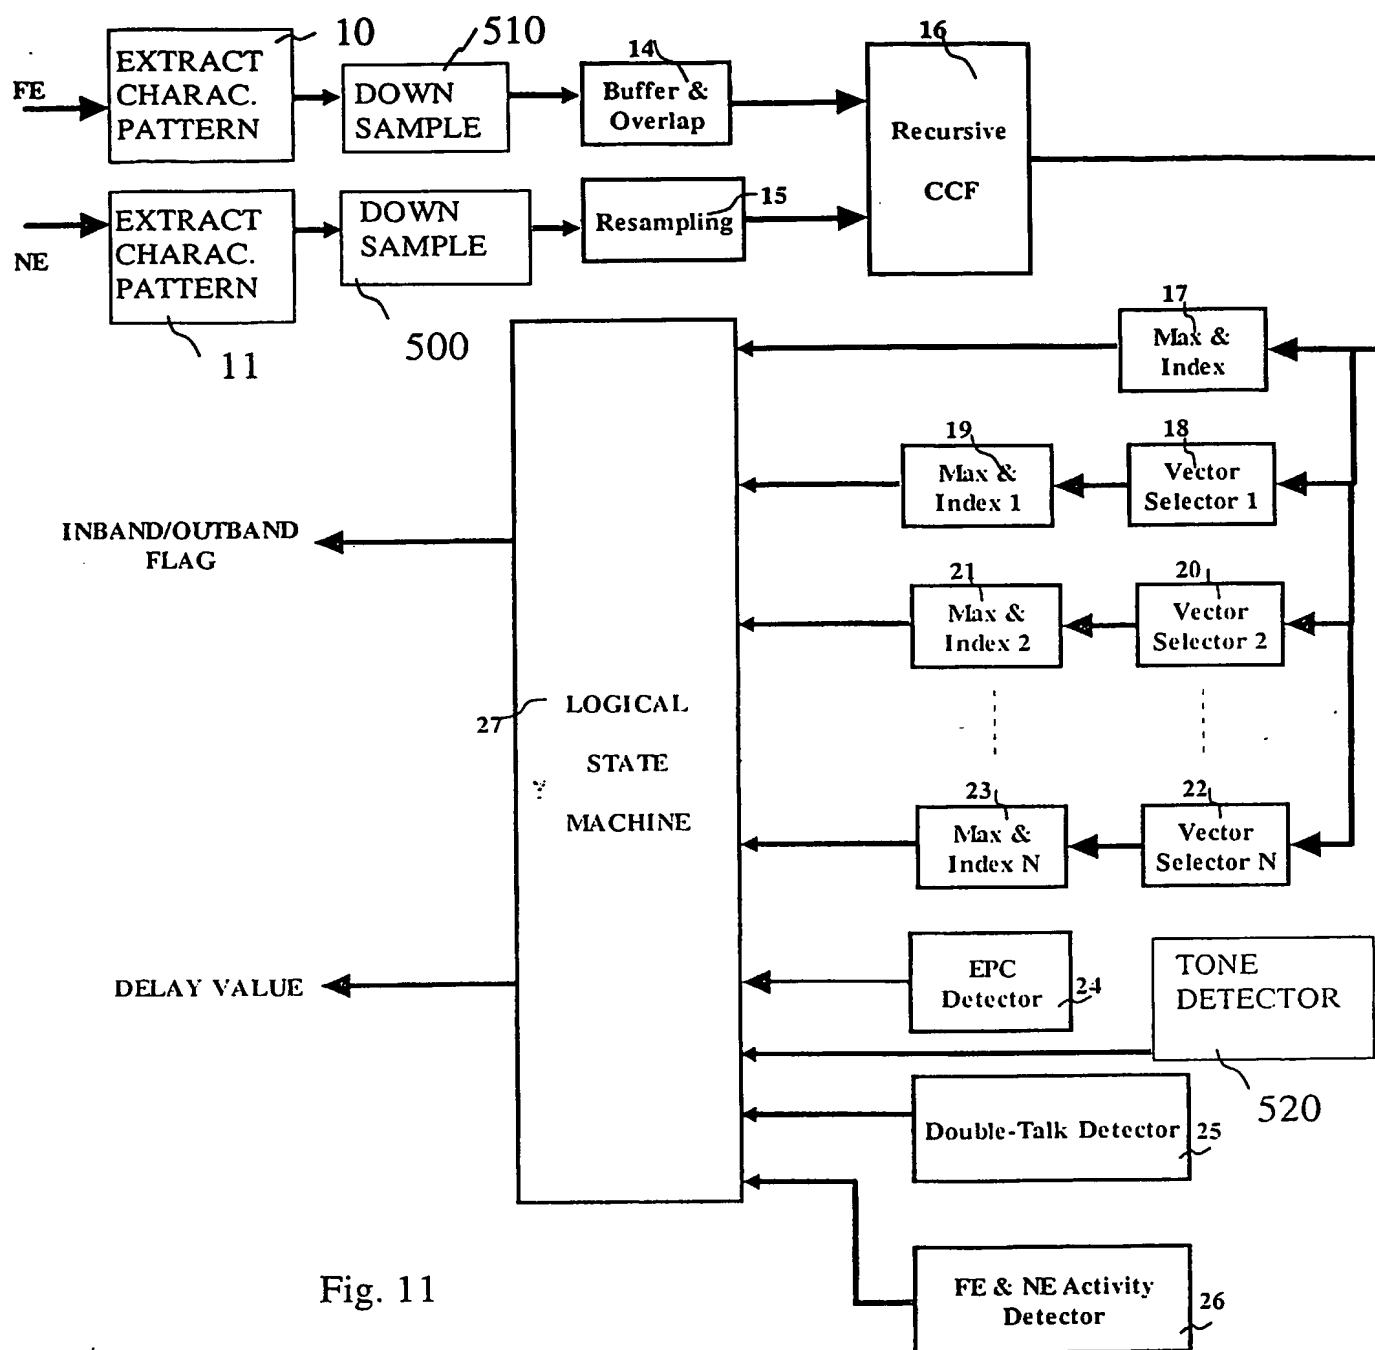 10
510
14
16
FE
EXTRACT
CHARAC.
PATTERN
DOWN
SAMPLE
Buffer &
Overlap
Recursive
CCF
NE
EXTRACT
CHARAC.
PATTERN
DOWN
SAMPLE
Resampling
15
11
500
17
Max &
Index
19
Max &
Index 1
18
Vector
Selector 1
INBAND/OUTBAND
FLAG
21
Max &
Index 2
20
Vector
Selector 2
27
LOGICAL
STATE
MACHINE
23
Max &
Index N
22
Vector
Selector N
DELAY VALUE
EPC
Detector
24
TONE
DETECTOR
520
Double-Talk Detector
25
FE & NE Activity
Detector
26
Fig. 11